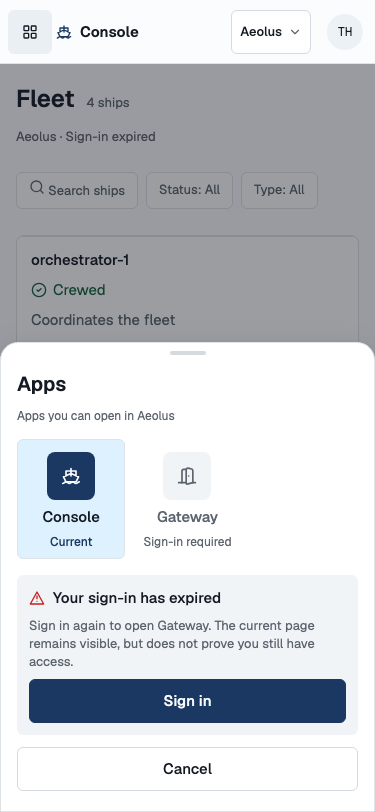 Console
Aeolus
TH
Fleet 4 ships
Aeolus · Sign-in expired
Search ships
Status: All
Type: All
orchestrator-1
Crewed
Coordinates the fleet
Apps
Apps you can open in Aeolus
Console
Current
Gateway
Sign-in required
Your sign-in has expired
Sign in again to open Gateway. The current page
remains visible, but does not prove you still have
access.
Sign in
Cancel